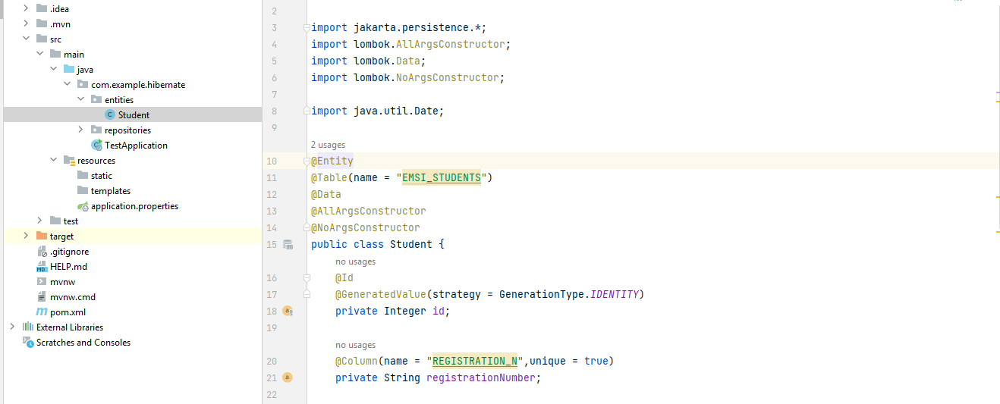 .idea
.mvn
src
main
java
com.example.hibernate
entities
Student
repositories
TestApplication
resources
static
templates
application.properties
test
target
.gitignore
HELP.md
mvnw
mvnw.cmd
pom.xml
External Libraries
Scratches and Consoles
2
3 import jakarta.persistence.*;
4 import lombok.AllArgsConstructor;
5 import lombok.Data;
6 import lombok.NoArgsConstructor;
7
8 import java.util.Date;
9
2 usages
10 @Entity
11 @Table(name = "EMSI_STUDENTS")
12 @Data
13 @AllArgsConstructor
14 @NoArgsConstructor
15 public class Student {
no usages
16 @Id
17 @GeneratedValue(strategy = GenerationType.IDENTITY)
18 private Integer id;
19
no usages
20 @Column(name = "REGISTRATION_N",unique = true)
21 private String registrationNumber;
22